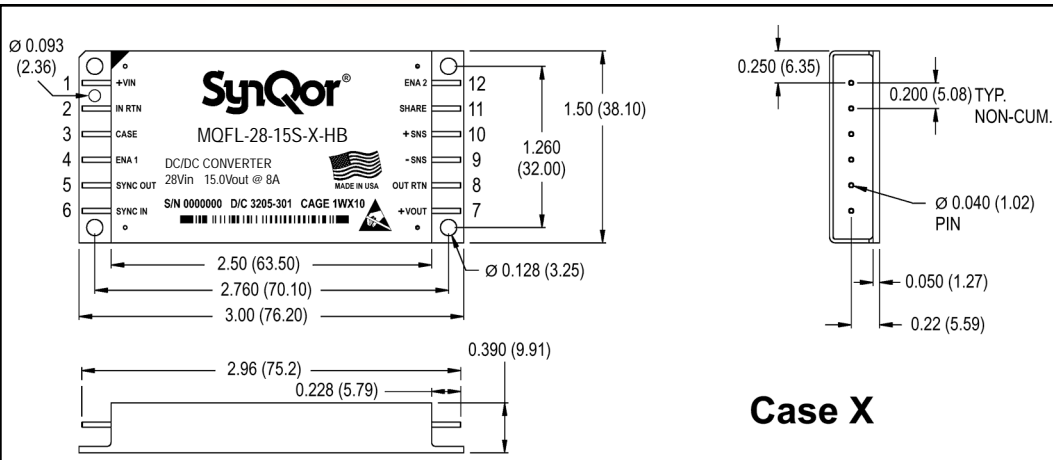 Ø 0.093
(2.36)
1
2
3
4
5
6
+VIN
IN RTN
CASE
ENA 1
SYNC OUT
SYNC IN
SynQor®
MQFL-28-15S-X-HB
DC/DC CONVERTER
28Vin 15.0Vout @ 8A
MADE IN USA
S/N 0000000 D/C 3205-301 CAGE 1WX10
ENA 2
SHARE
+SNS
-SNS
OUT RTN
+VOUT
12
11
10
9
8
7
1.260
(32.00)
1.50 (38.10)
Ø 0.128 (3.25)
2.50 (63.50)
2.760 (70.10)
3.00 (76.20)
0.250 (6.35)
0.200 (5.08) TYP.
NON-CUM.
Ø 0.040 (1.02)
PIN
0.050 (1.27)
0.22 (5.59)
2.96 (75.2)
0.228 (5.79)
0.390 (9.91)
Case X